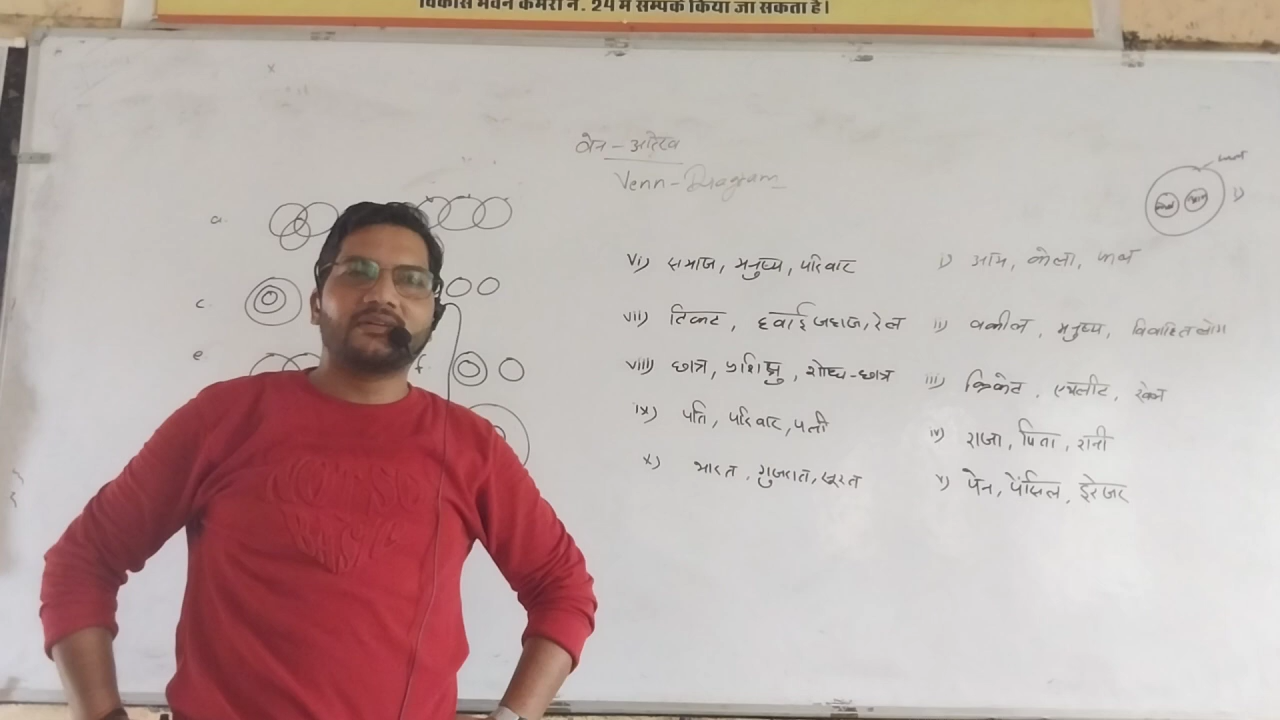 विकास भवन कमरा नं. 24 में सम्पर्क किया जा सकता है।
वेन - आरेख
Venn - Diagram
a.
c.
e
f.
vi) समाज, मनुष्य, परिवार
vii) टिकट, हवाई जहाज, रेल
viii) छात्र, प्रशिक्षु, शोध-छात्र
ix) पति, परिवार, पत्नी
x) भारत, गुजरात, सूरत
i)
i) आम, केला, फल
ii) वकील, मनुष्य, विवाहित लोग
iii) क्रिकेट, एथलीट, खेल
iv) राजा, पिता, रानी
v) पेन, पेंसिल, इरेजर